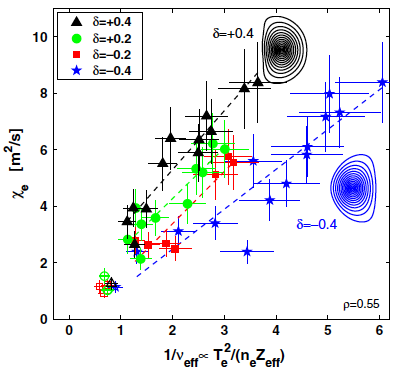 δ=+0.4
δ=+0.2
δ=−0.2
δ=−0.4
δ=+0.4
δ=−0.4
ρ=0.55
10
8
6
4
2
0
χe [m²/s]
0 1 2 3 4 5 6
1/νeff∝ Te²/(neZeff)